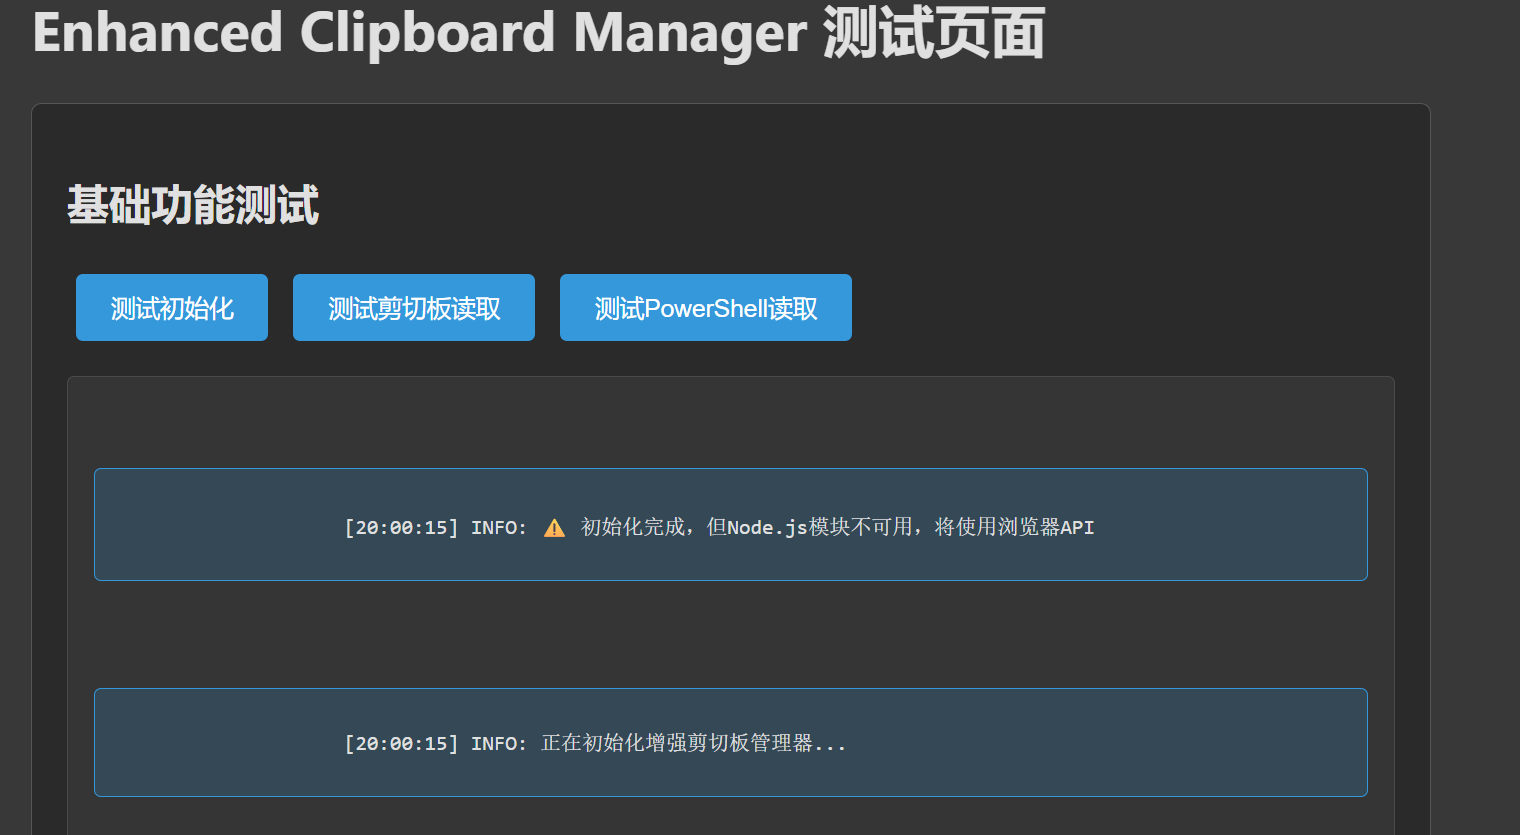 Enhanced Clipboard Manager 测试页面
基础功能测试
测试初始化
测试剪切板读取
测试PowerShell读取
[20:00:15] INFO: ⚠️ 初始化完成，但Node.js模块不可用，将使用浏览器API
[20:00:15] INFO: 正在初始化增强剪切板管理器...